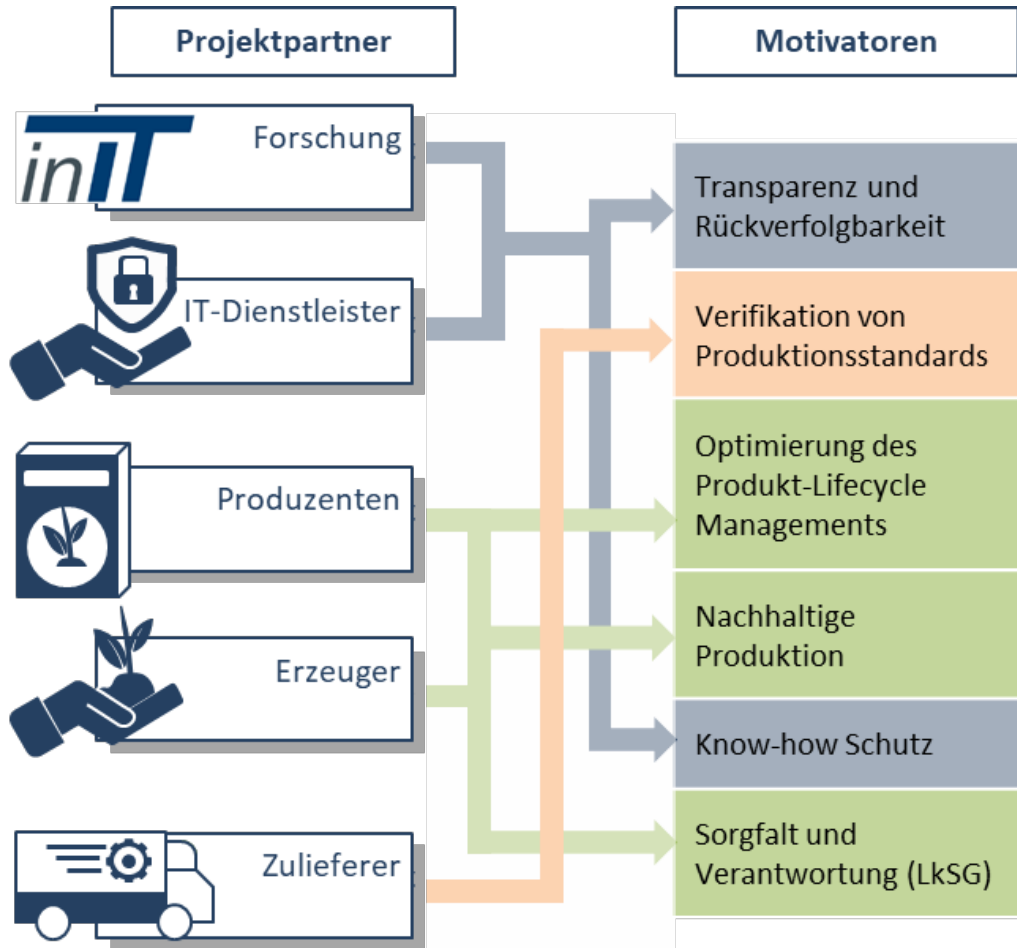 Projektpartner
Motivatoren
inIT
Forschung
IT-Dienstleister
Produzenten
Erzeuger
Zulieferer
Transparenz und
Rückverfolgbarkeit
Verifikation von
Produktionsstandards
Optimierung des
Produkt-Lifecycle
Managements
Nachhaltige
Produktion
Know-how Schutz
Sorgfalt und
Verantwortung (LkSG)